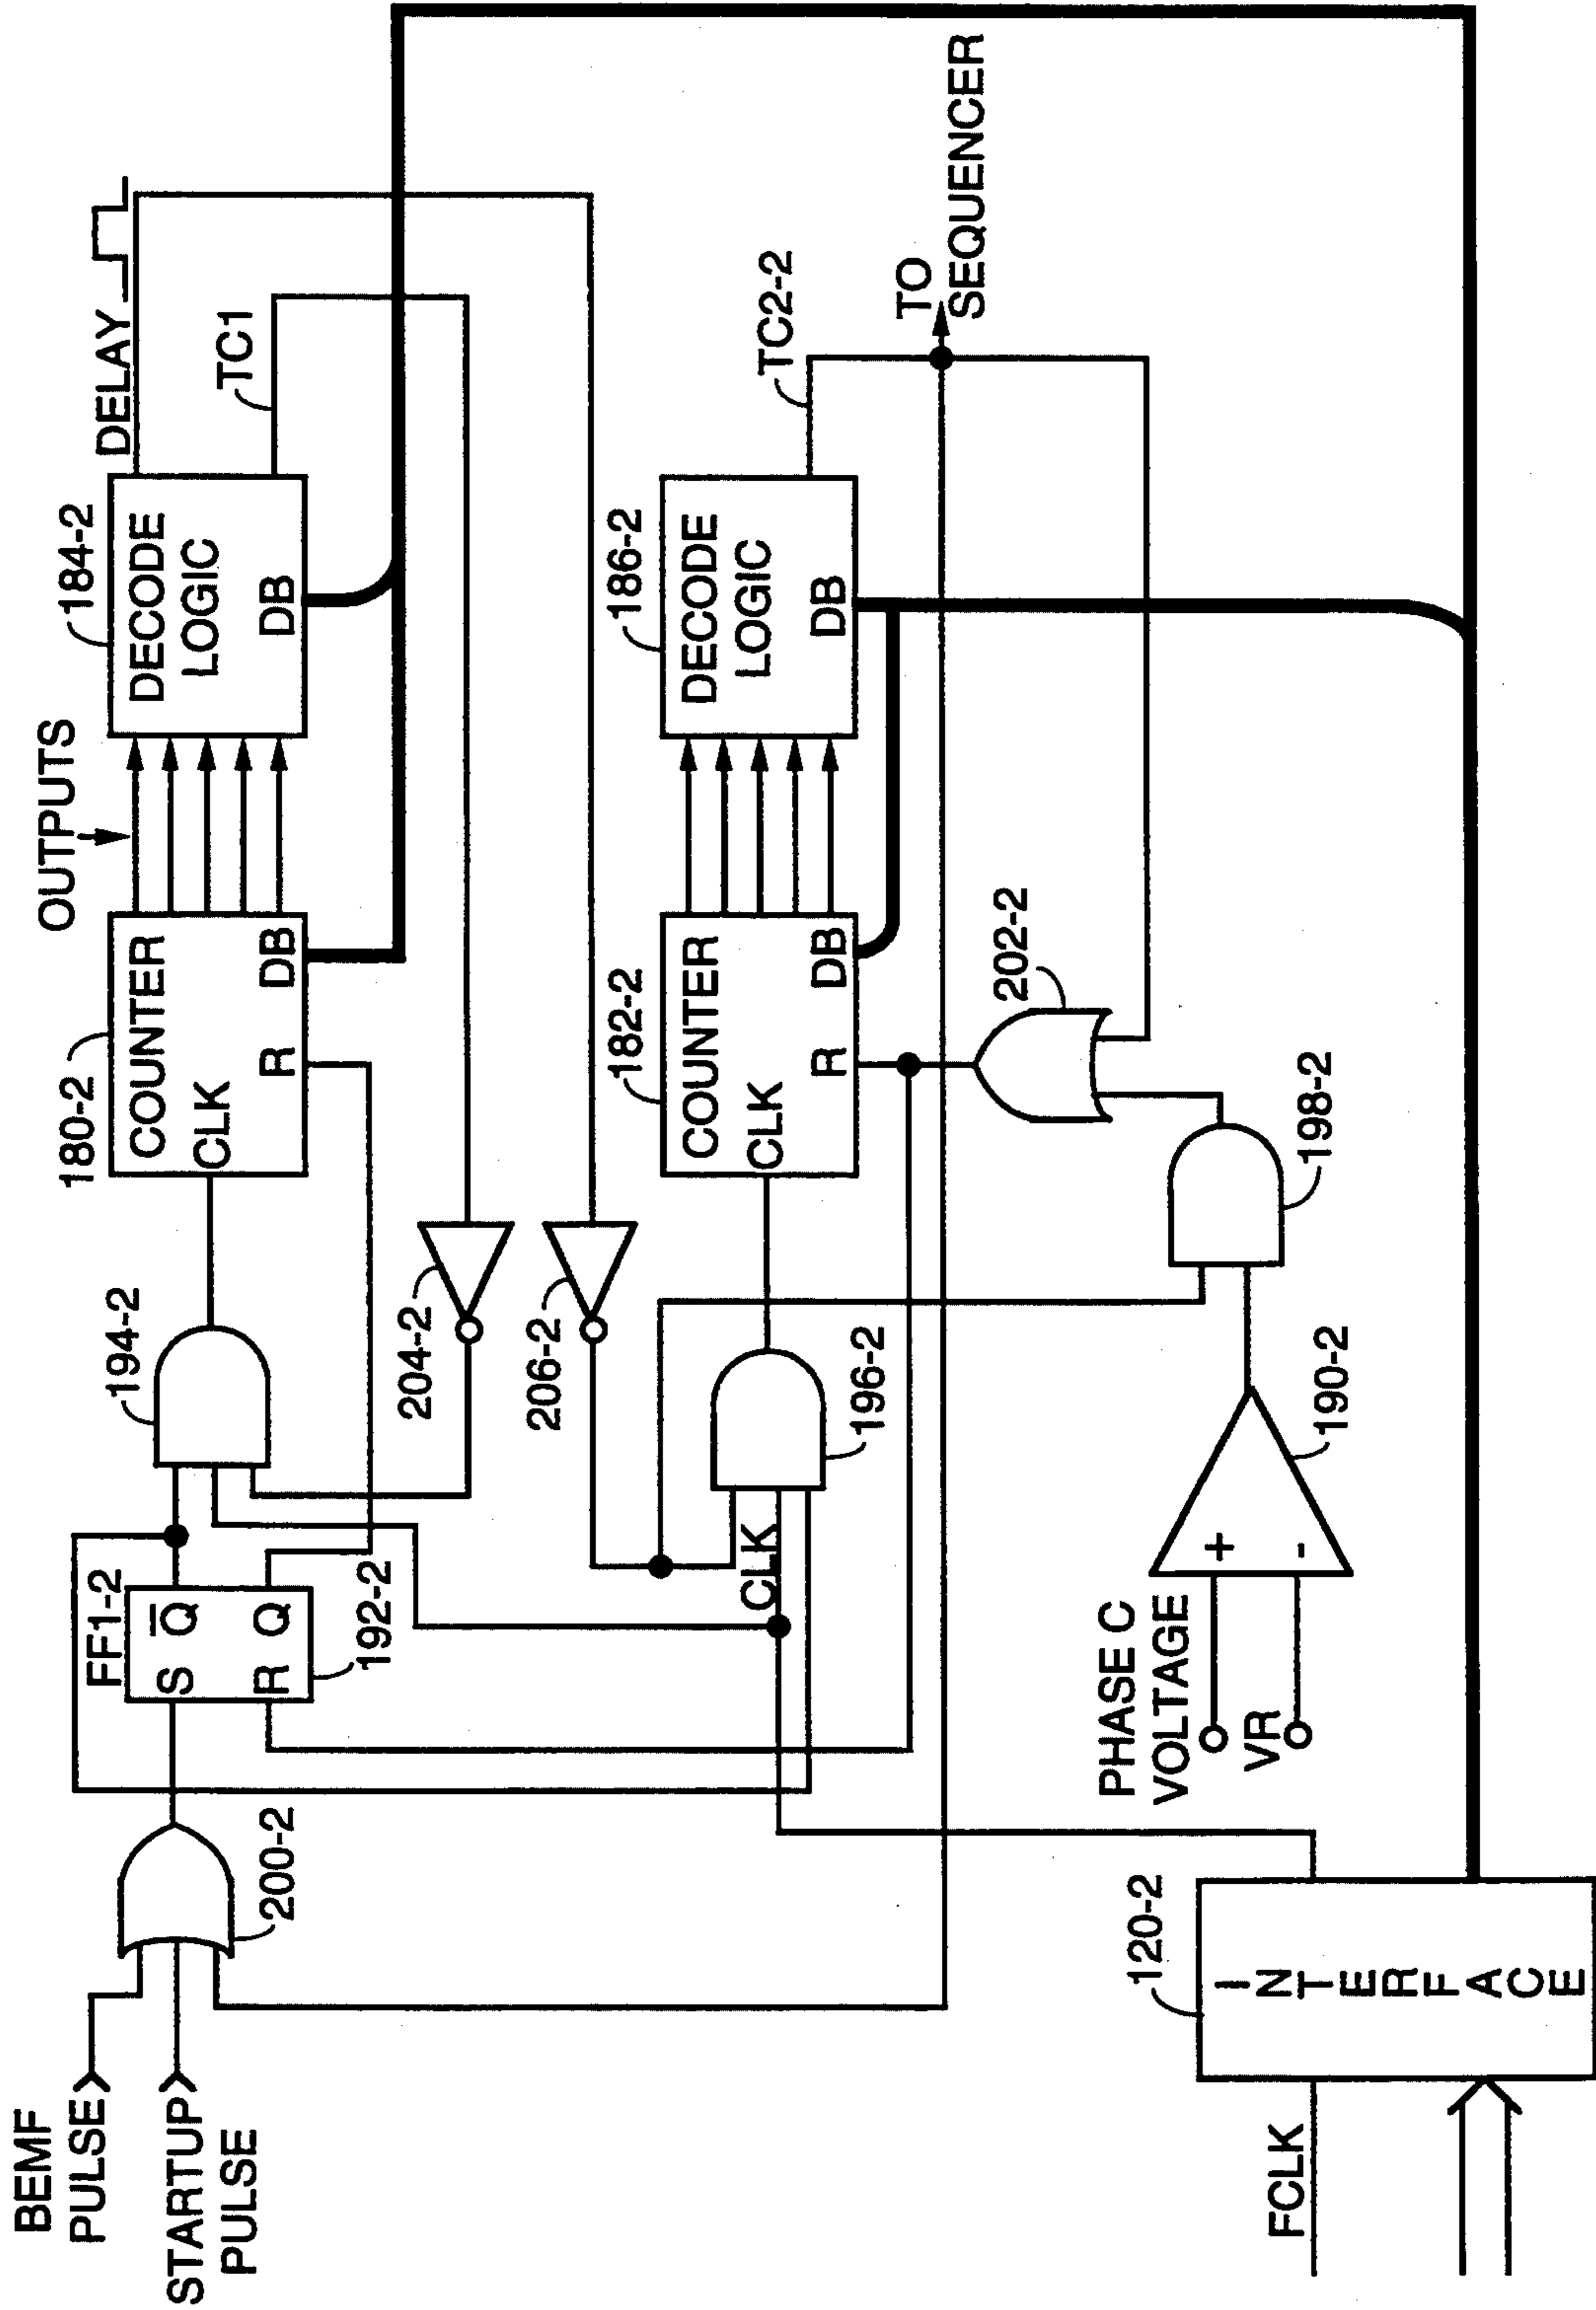 BEMF
PULSE
STARTUP
PULSE
200-2
FF1-2
S
Q
R
Q
192-2
194-2
180-2
COUNTER
CLK
R
DB
OUTPUTS
184-2
DECODE
LOGIC
DB
DELAY
TC1
204-2
206-2
CLK
196-2
182-2
COUNTER
CLK
R
DB
186-2
DECODE
LOGIC
DB
TC2-2
TO
SEQUENCER
202-2
198-2
PHASE C
VOLTAGE
VR
+
-
190-2
120-2
INTERFACE
FCLK